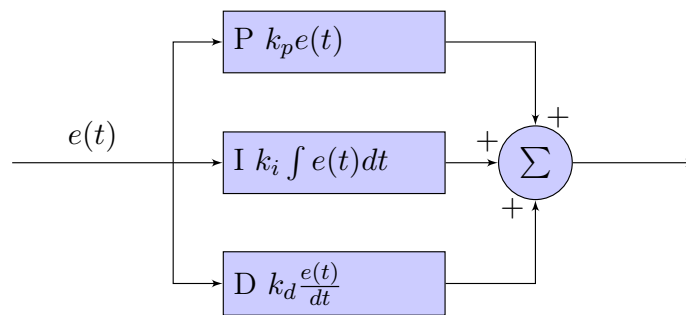 P $k_p e(t)$
$e(t)$
I $k_i \int e(t)dt$
+
+
$\sum$
+
D $k_d \frac{e(t)}{dt}$